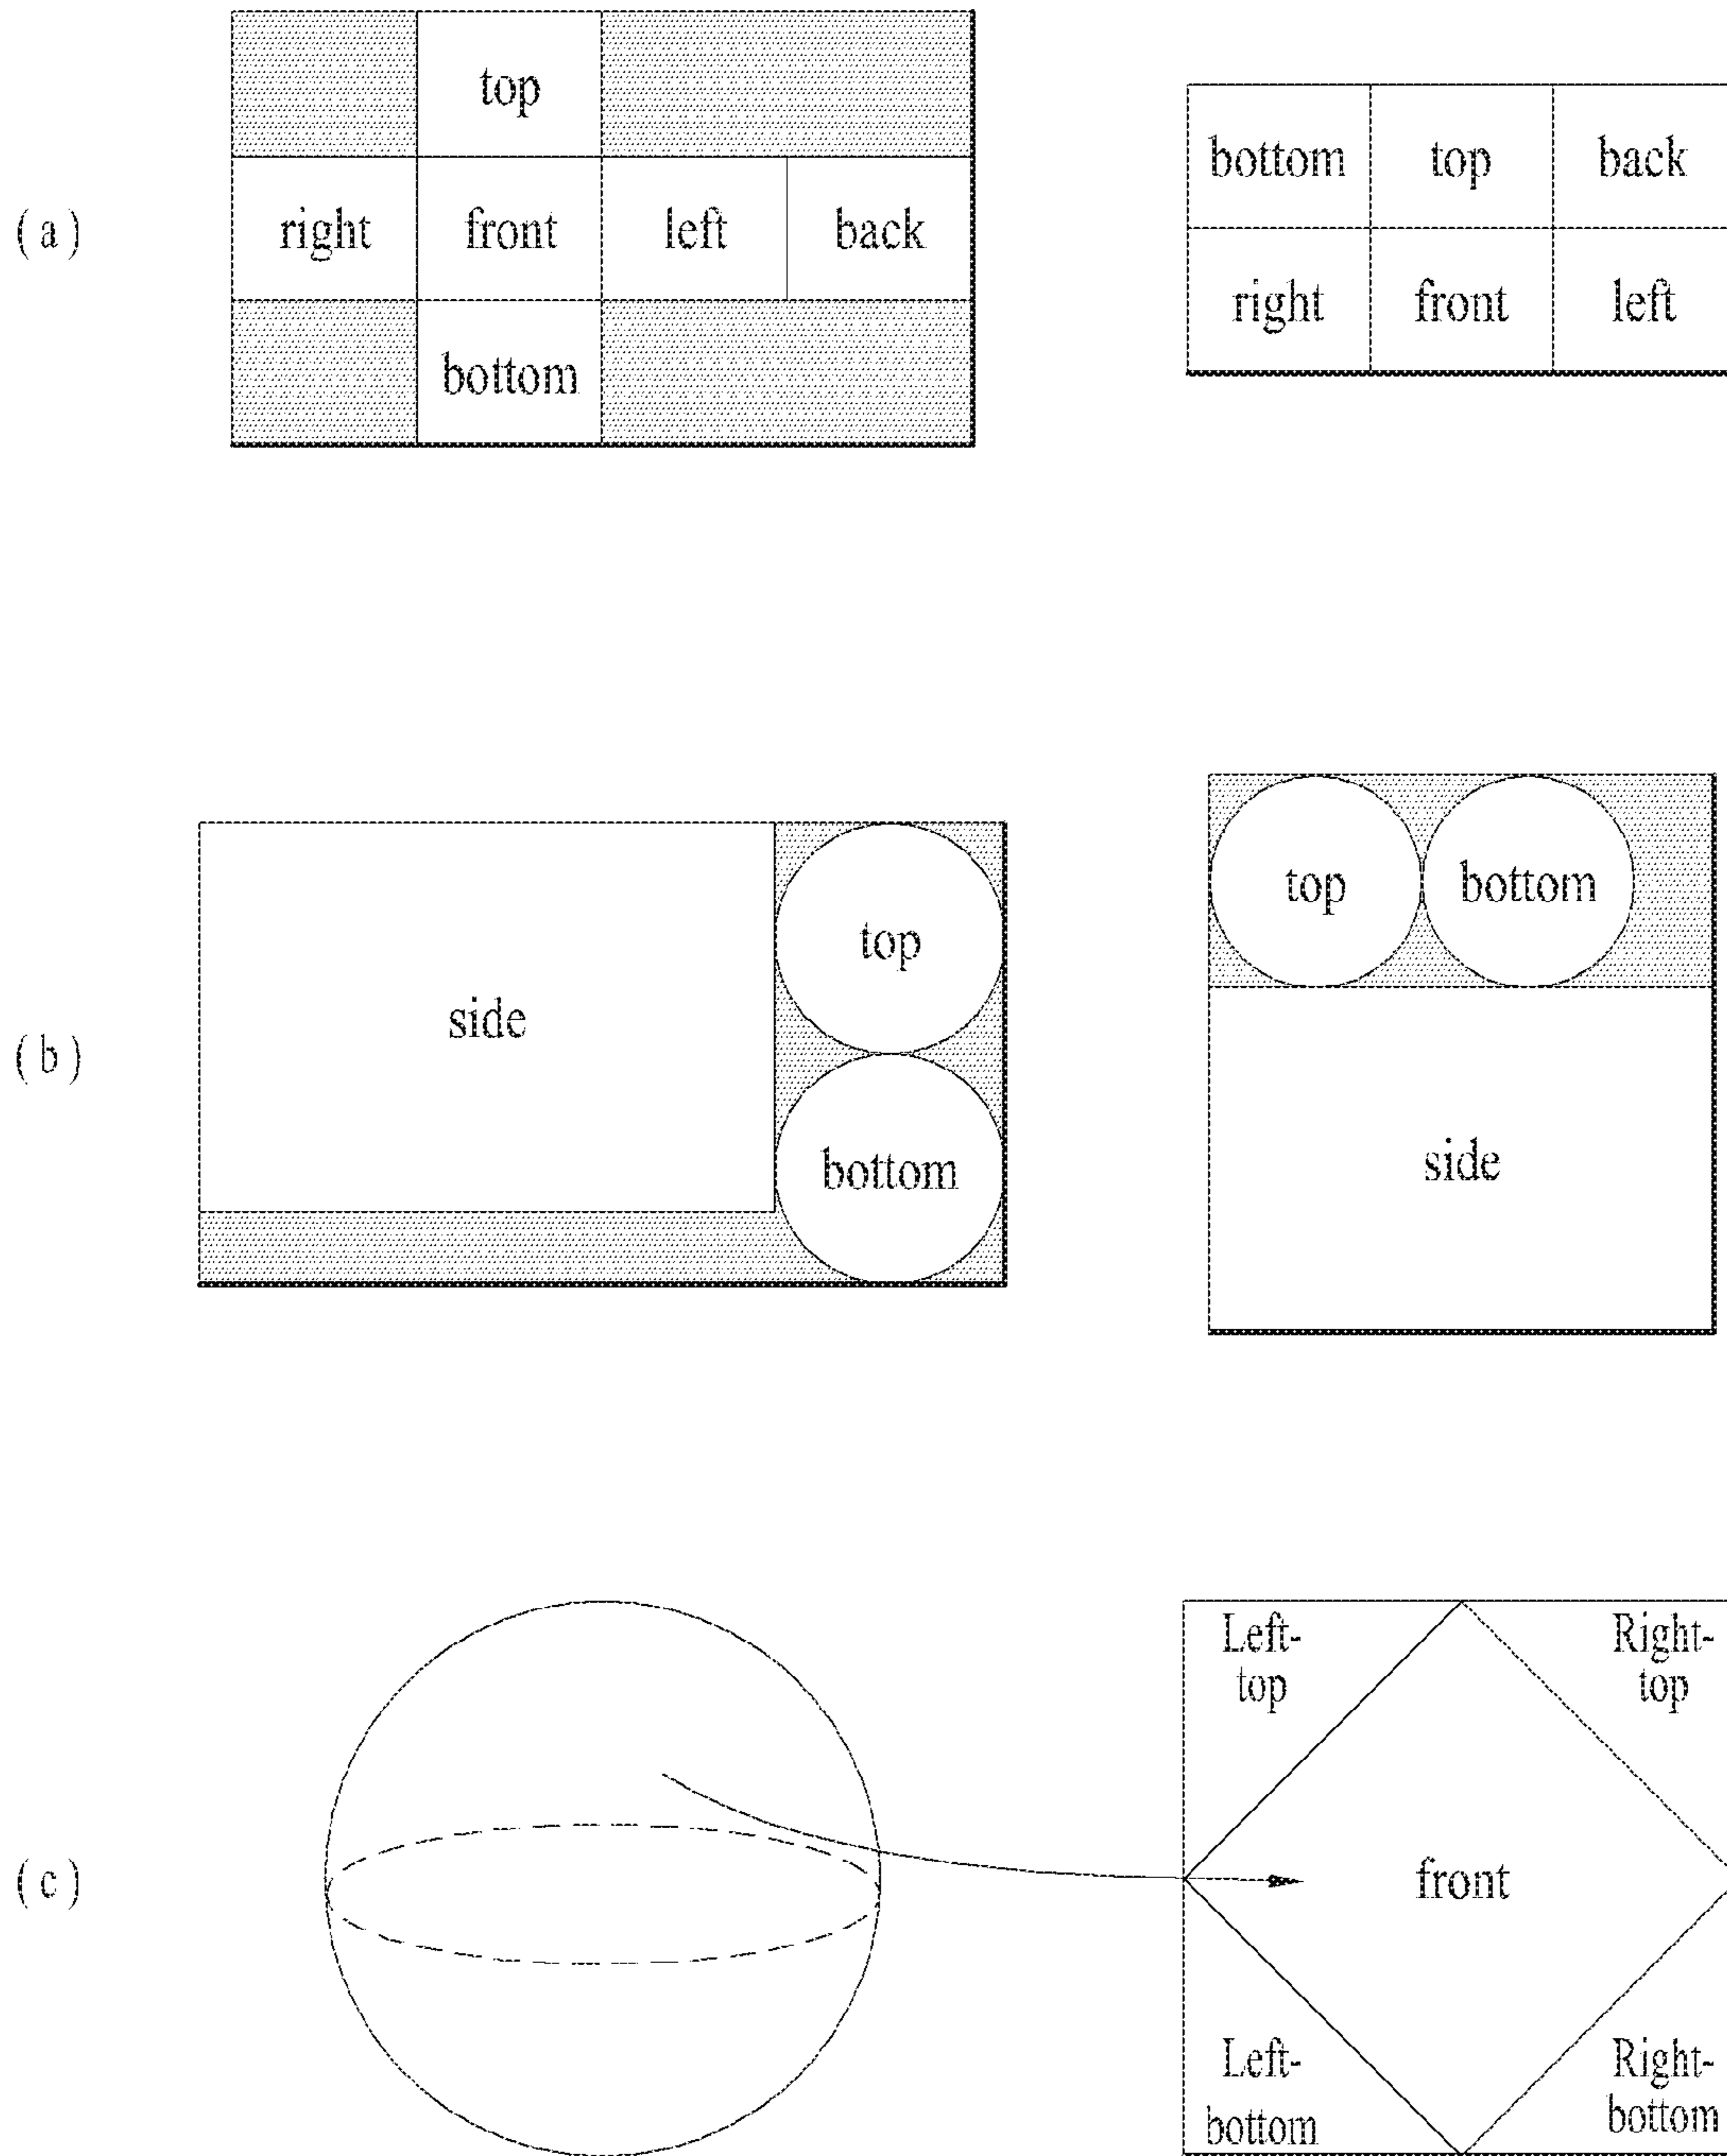 (a)
top
right front left back
bottom
bottom top back
right front left
(b)
side
top
bottom
top bottom
side
(c)
Left-
top
Right-
top
front
Left-
bottom
Right-
bottom